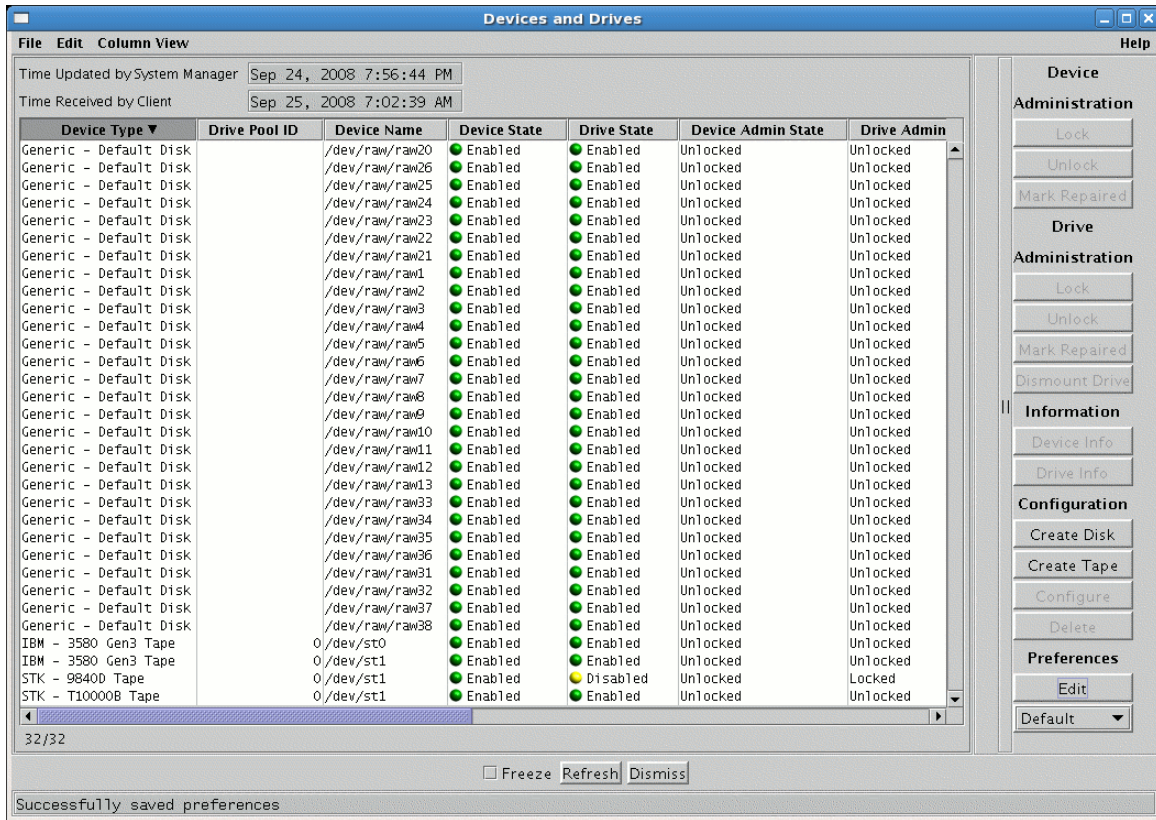 Devices and Drives
File Edit Column View Help
Time Updated by System Manager Sep 24, 2008 7:56:44 PM
Time Received by Client Sep 25, 2008 7:02:39 AM
Device Type ▼ Drive Pool ID Device Name Device State Drive State Device Admin State Drive Admin
Generic - Default Disk /dev/raw/raw20 Enabled Enabled Unlocked Unlocked
Generic - Default Disk /dev/raw/raw26 Enabled Enabled Unlocked Unlocked
Generic - Default Disk /dev/raw/raw25 Enabled Enabled Unlocked Unlocked
Generic - Default Disk /dev/raw/raw24 Enabled Enabled Unlocked Unlocked
Generic - Default Disk /dev/raw/raw23 Enabled Enabled Unlocked Unlocked
Generic - Default Disk /dev/raw/raw22 Enabled Enabled Unlocked Unlocked
Generic - Default Disk /dev/raw/raw21 Enabled Enabled Unlocked Unlocked
Generic - Default Disk /dev/raw/raw1 Enabled Enabled Unlocked Unlocked
Generic - Default Disk /dev/raw/raw2 Enabled Enabled Unlocked Unlocked
Generic - Default Disk /dev/raw/raw3 Enabled Enabled Unlocked Unlocked
Generic - Default Disk /dev/raw/raw4 Enabled Enabled Unlocked Unlocked
Generic - Default Disk /dev/raw/raw5 Enabled Enabled Unlocked Unlocked
Generic - Default Disk /dev/raw/raw6 Enabled Enabled Unlocked Unlocked
Generic - Default Disk /dev/raw/raw7 Enabled Enabled Unlocked Unlocked
Generic - Default Disk /dev/raw/raw8 Enabled Enabled Unlocked Unlocked
Generic - Default Disk /dev/raw/raw9 Enabled Enabled Unlocked Unlocked
Generic - Default Disk /dev/raw/raw10 Enabled Enabled Unlocked Unlocked
Generic - Default Disk /dev/raw/raw11 Enabled Enabled Unlocked Unlocked
Generic - Default Disk /dev/raw/raw12 Enabled Enabled Unlocked Unlocked
Generic - Default Disk /dev/raw/raw13 Enabled Enabled Unlocked Unlocked
Generic - Default Disk /dev/raw/raw33 Enabled Enabled Unlocked Unlocked
Generic - Default Disk /dev/raw/raw34 Enabled Enabled Unlocked Unlocked
Generic - Default Disk /dev/raw/raw35 Enabled Enabled Unlocked Unlocked
Generic - Default Disk /dev/raw/raw36 Enabled Enabled Unlocked Unlocked
Generic - Default Disk /dev/raw/raw31 Enabled Enabled Unlocked Unlocked
Generic - Default Disk /dev/raw/raw32 Enabled Enabled Unlocked Unlocked
Generic - Default Disk /dev/raw/raw37 Enabled Enabled Unlocked Unlocked
Generic - Default Disk /dev/raw/raw38 Enabled Enabled Unlocked Unlocked
IBM - 3580 Gen3 Tape 0 /dev/st0 Enabled Enabled Unlocked Unlocked
IBM - 3580 Gen3 Tape 0 /dev/st1 Enabled Enabled Unlocked Unlocked
STK - 9840D Tape 0 /dev/st1 Enabled Disabled Unlocked Locked
STK - T10000B Tape 0 /dev/st1 Enabled Enabled Unlocked Unlocked
32/32
Device
Administration
Lock
Unlock
Mark Repaired
Drive
Administration
Lock
Unlock
Mark Repaired
Dismount Drive
Information
Device Info
Drive Info
Configuration
Create Disk
Create Tape
Configure
Delete
Preferences
Edit
Default
Freeze Refresh Dismiss
Successfully saved preferences